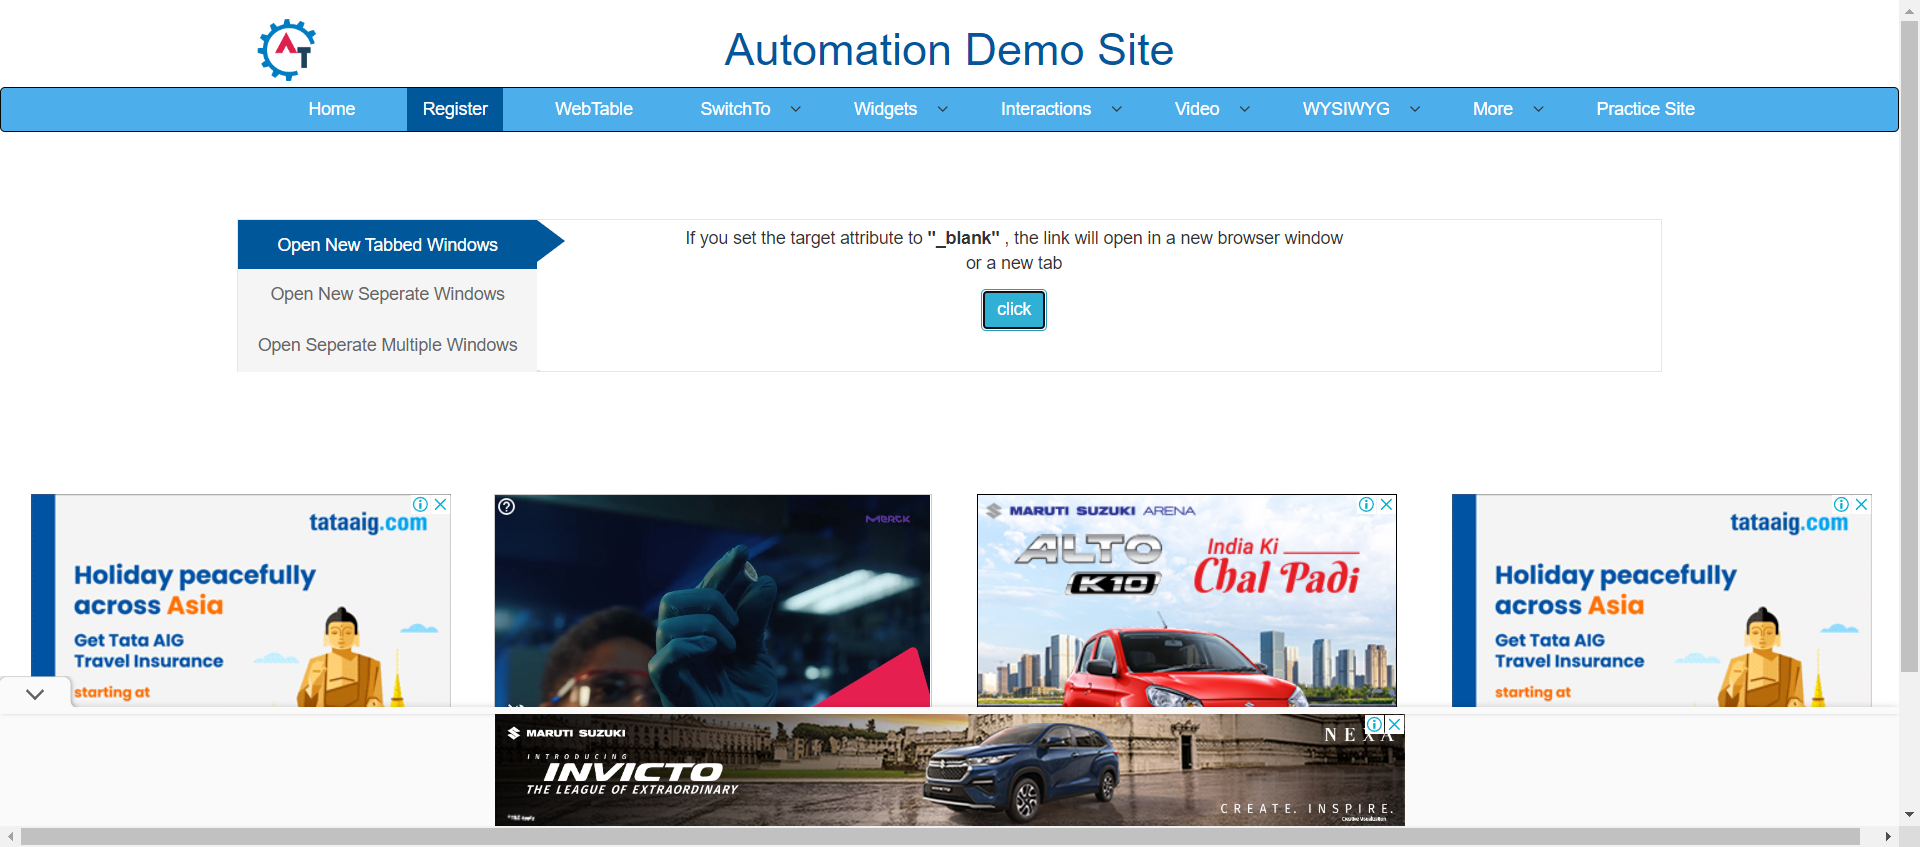 AT
Automation Demo Site
Home Register WebTable SwitchTo Widgets Interactions Video WYSIWYG More Practice Site
Open New Tabbed Windows
Open New Seperate Windows
Open Seperate Multiple Windows
If you set the target attribute to "_blank" , the link will open in a new browser window
or a new tab
click
tataaig.com
Holiday peacefully
across Asia
Get Tata AIG
Travel Insurance
starting at
MERCK
MARUTI SUZUKI ARENA
ALTO
K10
India Ki
Chal Padi
tataaig.com
Holiday peacefully
across Asia
Get Tata AIG
Travel Insurance
starting at
MARUTI SUZUKI
INTRODUCING
INVICTO
THE LEAGUE OF EXTRAORDINARY
NEXA
CREATE. INSPIRE.
Creative visualization.